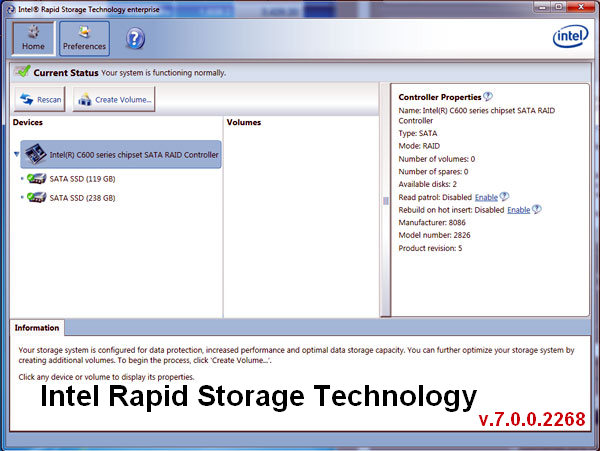 Intel® Rapid Storage Technology enterprise
Home
Preferences
?
intel
Current Status Your system is functioning normally.
Rescan
Create Volume...
Devices
Volumes
Intel(R) C600 series chipset SATA RAID Controller
SATA SSD (119 GB)
SATA SSD (238 GB)
Controller Properties ?
Name: Intel(R) C600 series chipset SATA RAID
Controller
Type: SATA
Mode: RAID
Number of volumes: 0
Number of spares: 0
Available disks: 2
Read patrol: Disabled Enable ?
Rebuild on hot insert: Disabled Enable ?
Manufacturer: 8086
Model number: 2826
Product revision: 5
Information
Your storage system is configured for data protection, increased performance and optimal data storage capacity. You can further optimize your storage system by
creating additional volumes. To begin the process, click 'Create Volume...'.
Click any device or volume to display its properties.
Intel Rapid Storage Technology
v.7.0.0.2268